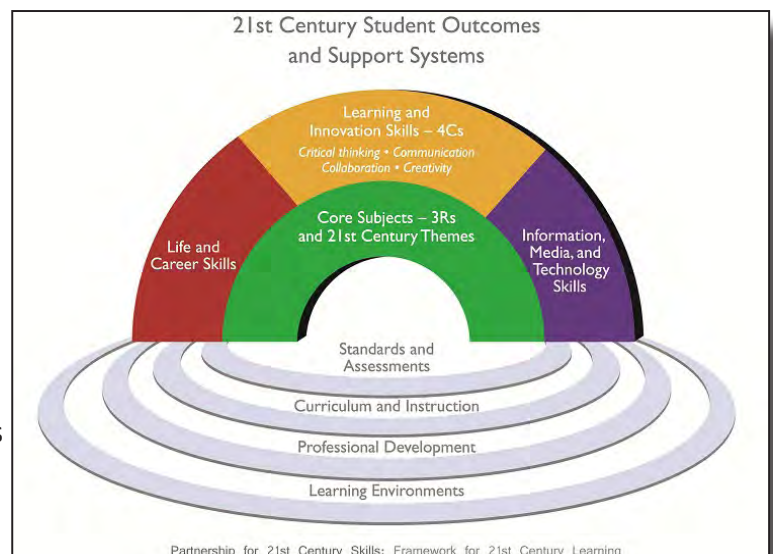 21st Century Student Outcomes
and Support Systems
Learning and
Innovation Skills – 4Cs
Critical thinking • Communication
Collaboration • Creativity
Core Subjects – 3Rs
and 21st Century Themes
Life and
Career Skills
Information,
Media, and
Technology
Skills
Standards and
Assessments
Curriculum and Instruction
Professional Development
Learning Environments
s
Partnership for 21st Century Skills: Framework for 21st Century Learning